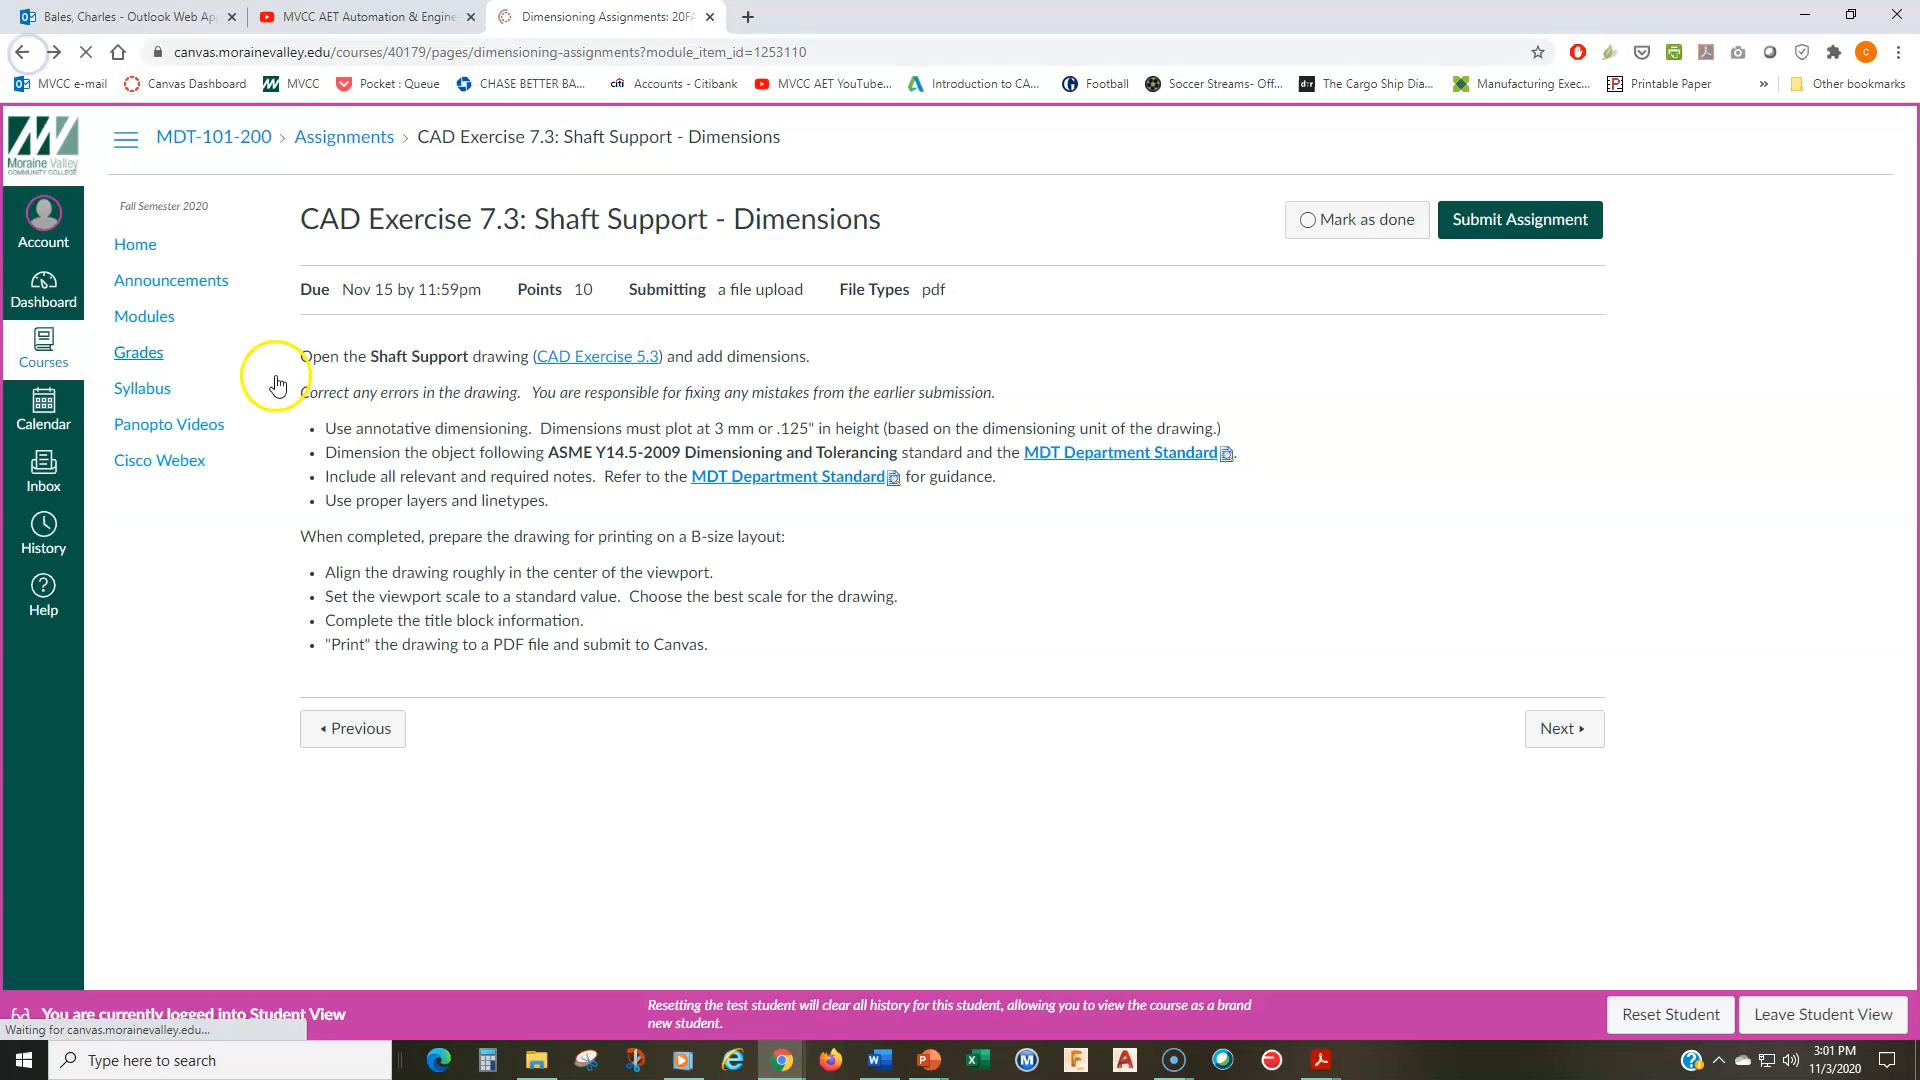 Bales, Charles - Outlook Web Ap
MVCC AET Automation & Engine
Dimensioning Assignments: 20FA
canvas.morainevalley.edu/courses/40179/pages/dimensioning-assignments?module_item_id=1253110
MVCC e-mail
Canvas Dashboard
MVCC
Pocket : Queue
CHASE BETTER BA...
citi
Accounts - Citibank
MVCC AET YouTube...
Introduction to CA...
Football
Soccer Streams- Off...
The Cargo Ship Dia...
Manufacturing Exec...
Printable Paper
»
Other bookmarks
Moraine Valley
COMMUNITY COLLEGE
MDT-101-200 › Assignments › CAD Exercise 7.3: Shaft Support - Dimensions
Account
Dashboard
Courses
Calendar
Inbox
History
Help
Fall Semester 2020
Home
Announcements
Modules
Grades
Syllabus
Panopto Videos
Cisco Webex
CAD Exercise 7.3: Shaft Support - Dimensions
Mark as done
Submit Assignment
Due Nov 15 by 11:59pm Points 10 Submitting a file upload File Types pdf
Open the Shaft Support drawing (CAD Exercise 5.3) and add dimensions.
Correct any errors in the drawing. You are responsible for fixing any mistakes from the earlier submission.
• Use annotative dimensioning. Dimensions must plot at 3 mm or .125" in height (based on the dimensioning unit of the drawing.)
• Dimension the object following ASME Y14.5-2009 Dimensioning and Tolerancing standard and the MDT Department Standard.
• Include all relevant and required notes. Refer to the MDT Department Standard for guidance.
• Use proper layers and linetypes.
When completed, prepare the drawing for printing on a B-size layout:
• Align the drawing roughly in the center of the viewport.
• Set the viewport scale to a standard value. Choose the best scale for the drawing.
• Complete the title block information.
• "Print" the drawing to a PDF file and submit to Canvas.
Previous
Next
You are currently logged into Student View
Resetting the test student will clear all history for this student, allowing you to view the course as a brand
new student.
Reset Student
Leave Student View
Waiting for canvas.morainevalley.edu...
Type here to search
3:01 PM
11/3/2020